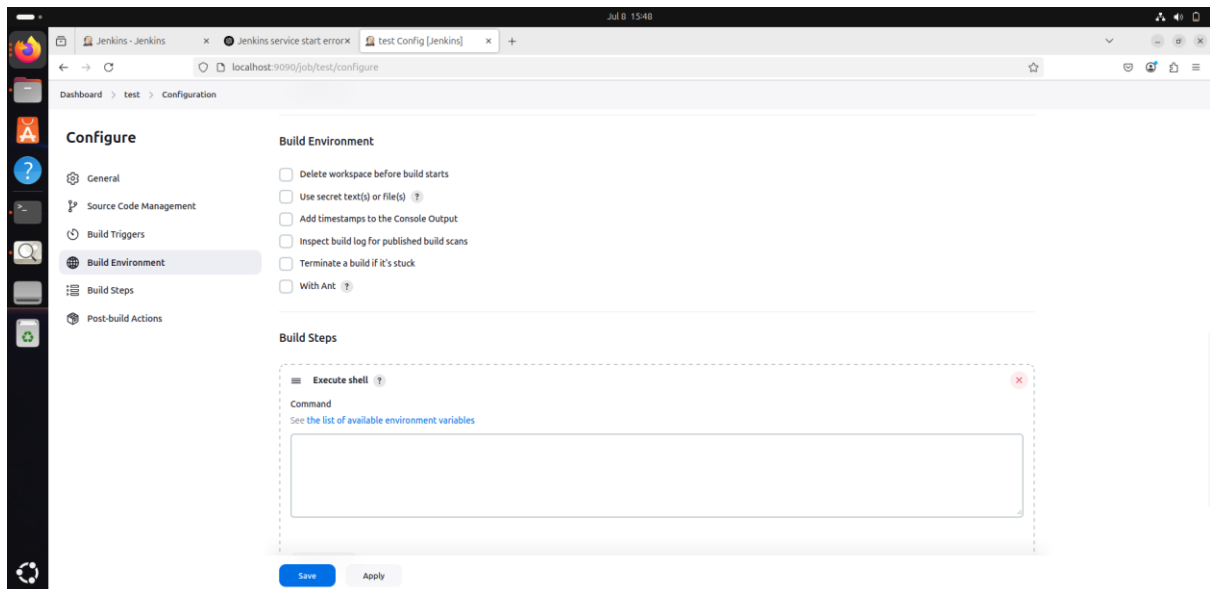 Jul 8 15:48
Jenkins - Jenkins
Jenkins service start error
test Config [Jenkins]
localhost:9090/job/test/configure
Dashboard > test > Configuration
Configure
General
Source Code Management
Build Triggers
Build Environment
Build Steps
Post-build Actions
Build Environment
Delete workspace before build starts
Use secret text(s) or file(s) ?
Add timestamps to the Console Output
Inspect build log for published build scans
Terminate a build if it's stuck
With Ant ?
Build Steps
Execute shell ?
Command
See the list of available environment variables
Save Apply